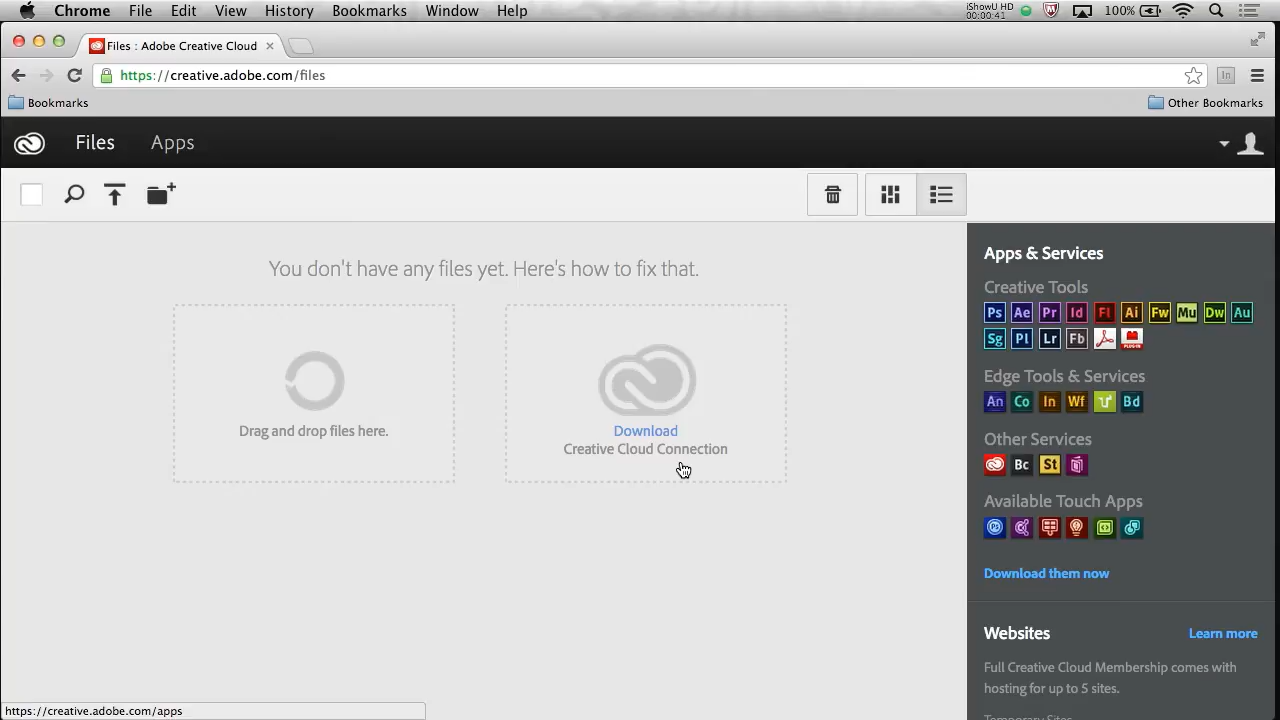 Chrome File Edit View History Bookmarks Window Help
iShowU HD
00:00:41
100%
Files : Adobe Creative Cloud
https://creative.adobe.com/files
In
Bookmarks
Other Bookmarks
Files Apps
You don't have any files yet. Here's how to fix that.
Drag and drop files here.
Download
Creative Cloud Connection
Apps & Services
Creative Tools
Ps Ae Pr Id Fl Ai Fw Mu Dw Au
Sg Pl Lr Fb
PLUG-IN
Edge Tools & Services
An Co In Wf Bd
Other Services
Bc St
Available Touch Apps
Download them now
Websites Learn more
Full Creative Cloud Membership comes with
hosting for up to 5 sites.
Temporary Sites
https://creative.adobe.com/apps